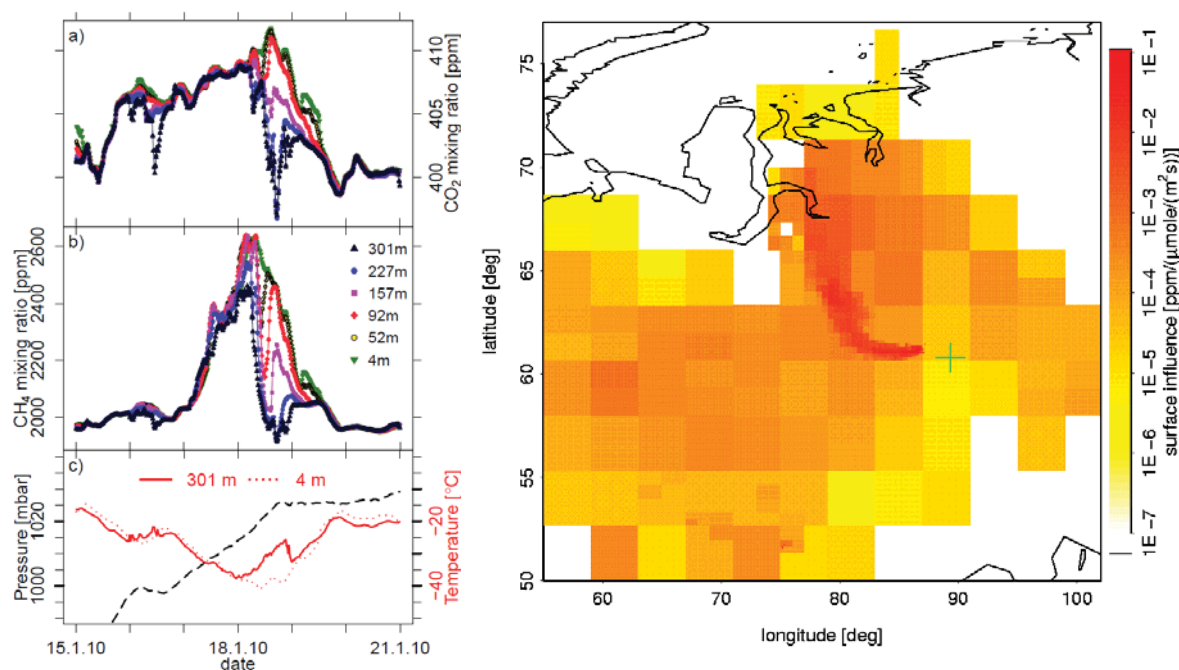 a)
410
405
400
CO2 mixing ratio [ppm]
b)
2600
2400
2200
2000
CH4 mixing ratio [ppm]
301m
227m
157m
92m
52m
4m
c)
301 m
4 m
1020
1000
Pressure [mbar]
−20
−40
Temperature [°C]
15.1.10
18.1.10
21.1.10
date
75
70
65
60
55
50
latitude [deg]
60
70
80
90
100
longitude [deg]
1E−1
1E−2
1E−3
1E−4
1E−5
1E−6
1E−7
surface influence [ppm/(µmole/(m2s))]